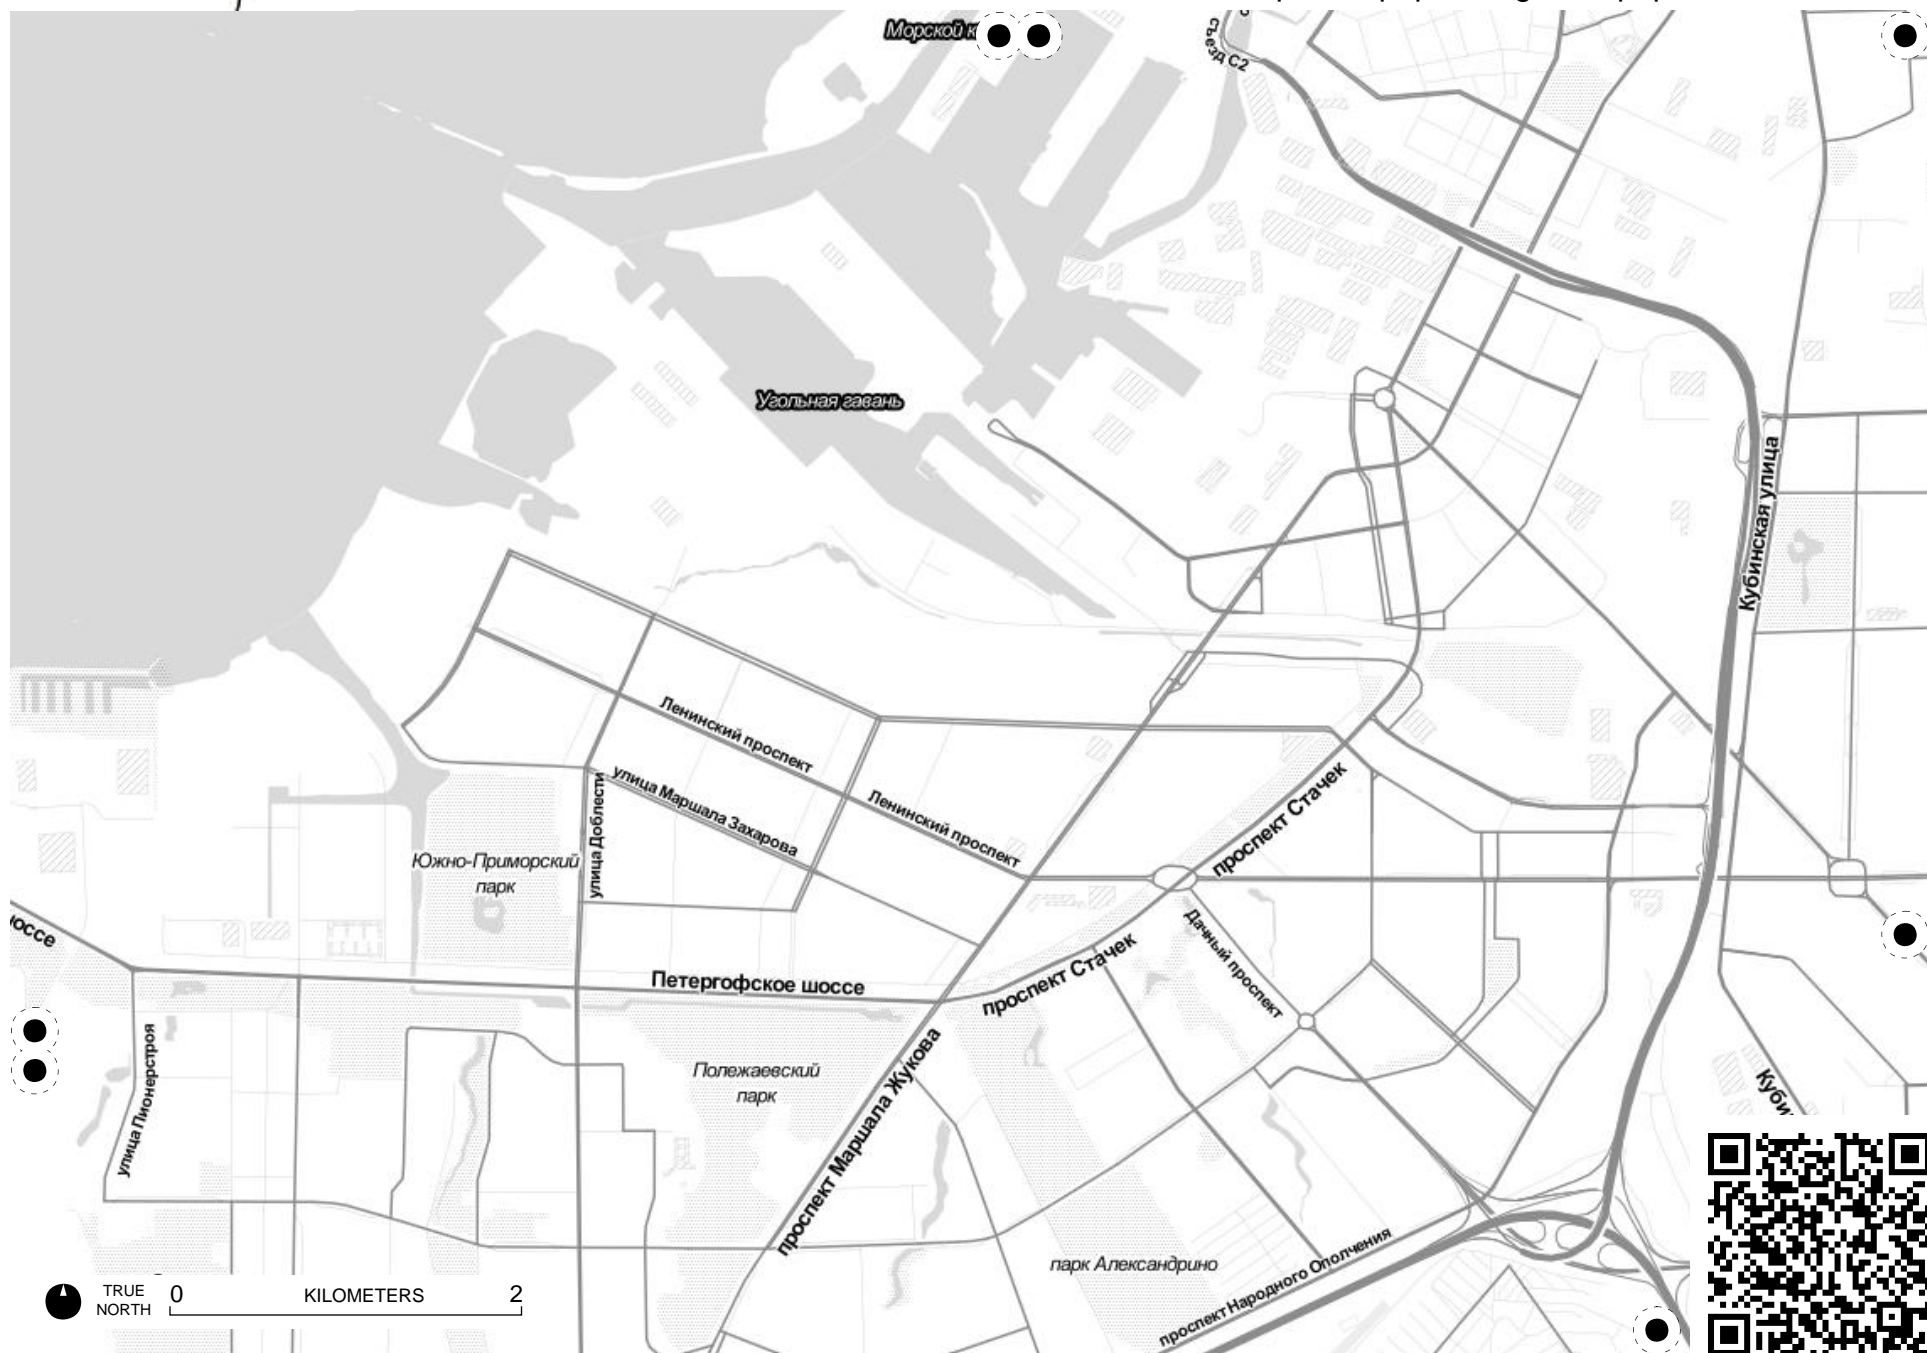 Морской к
съезд С2
Угольная гавань
Кубинская улица
Ленинский проспект
улица Маршала Захарова
Ленинский проспект
улица Доблести
проспект Стачек
Южно-Приморский
парк
Дачный проспект
проспект Стачек
Петергофское шоссе
улица Пионерстроя
Полежаевский
парк
проспект Маршала Жукова
Куби
парк Александрино
проспект Народного Ополчения
TRUE
NORTH
0
KILOMETERS
2